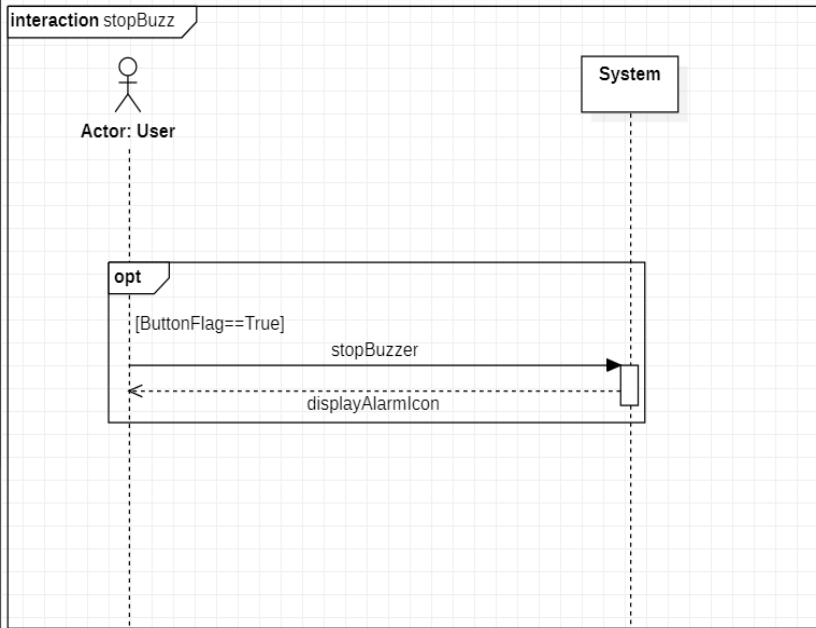 interaction stopBuzz
System
Actor: User
opt
[ButtonFlag==True]
stopBuzzer
displayAlarmIcon